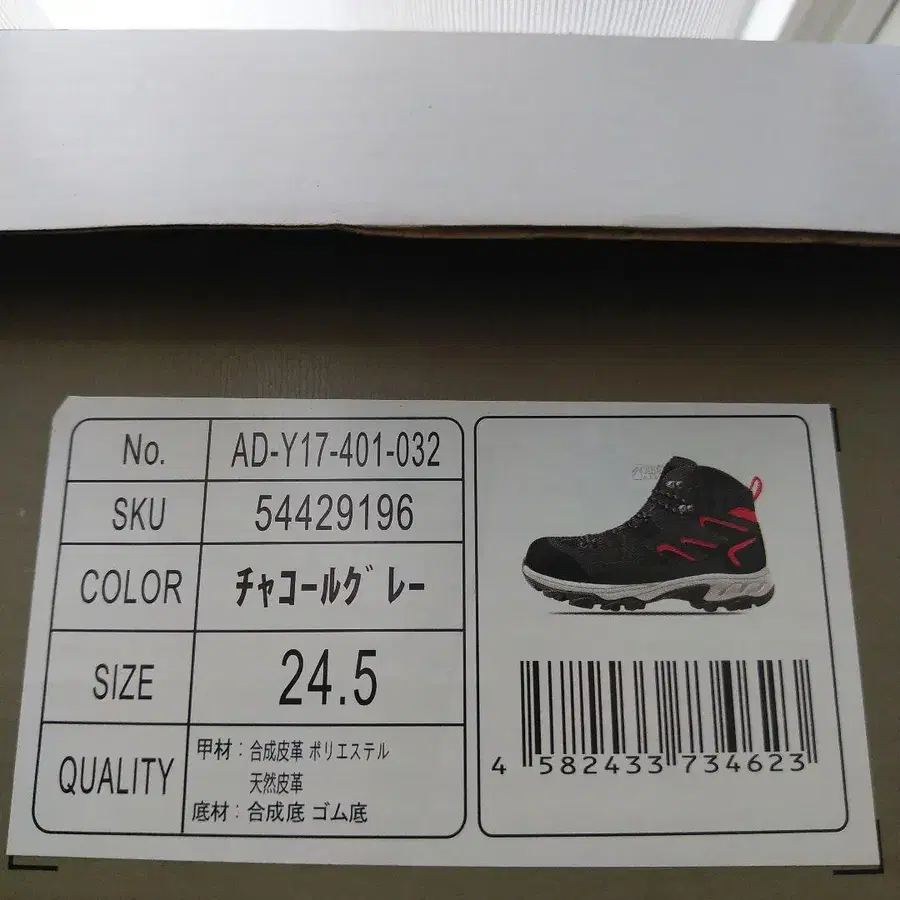 No. AD-Y17-401-032
SKU 54429196
COLOR チャコールグレー
SIZE 24.5
QUALITY 甲材：合成皮革 ポリエステル
天然皮革
底材：合成底 ゴム底
4 582433 734623